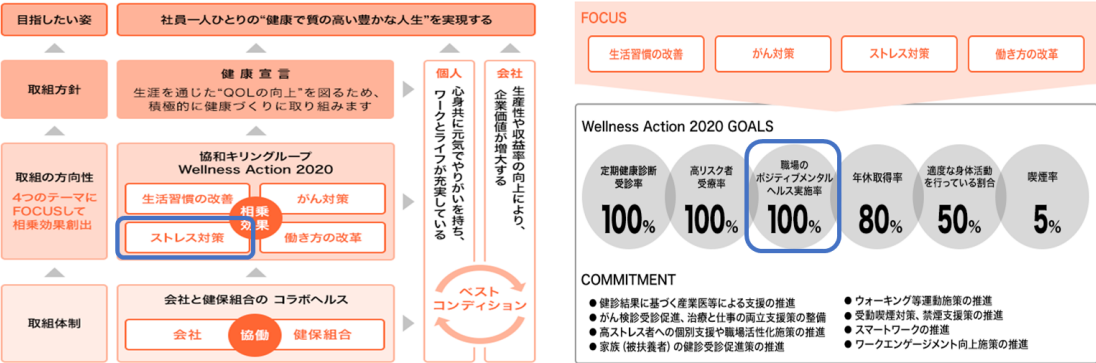 目指したい姿
社員一人ひとりの“健康で質の高い豊かな人生”を実現する
取組方針
健 康 宣 言
生涯を通じた“QOLの向上”を図るため、
積極的に健康づくりに取り組みます
取組の方向性
4つのテーマに
FOCUSして
相乗効果創出
協和キリングループ
Wellness Action 2020
生活習慣の改善
がん対策
相乗
効果
ストレス対策
働き方の改革
取組体制
会社と健保組合の コラボヘルス
会社
協働
健保組合
個人
心身共に元気でやりがいを持ち、
ワークとライフが充実している
会社
生産性や収益率の向上により、
企業価値が増大する
ベスト
コンディション
FOCUS
生活習慣の改善
がん対策
ストレス対策
働き方の改革
Wellness Action 2020 GOALS
定期健康診断
受診率
100%
高リスク者
受療率
100%
職場の
ポジティブメンタル
ヘルス実施率
100%
年休取得率
80%
適度な身体活動
を行っている割合
50%
喫煙率
5%
COMMITMENT
● 健診結果に基づく産業医等による支援の推進
● がん検診受診促進、治療と仕事の両立支援策の整備
● 高ストレス者への個別支援や職場活性化施策の推進
● 家族（被扶養者）の健診受診促進策の推進
● ウォーキング等運動施策の推進
● 受動喫煙対策、禁煙支援策の推進
● スマートワークの推進
● ワークエンゲージメント向上施策の推進